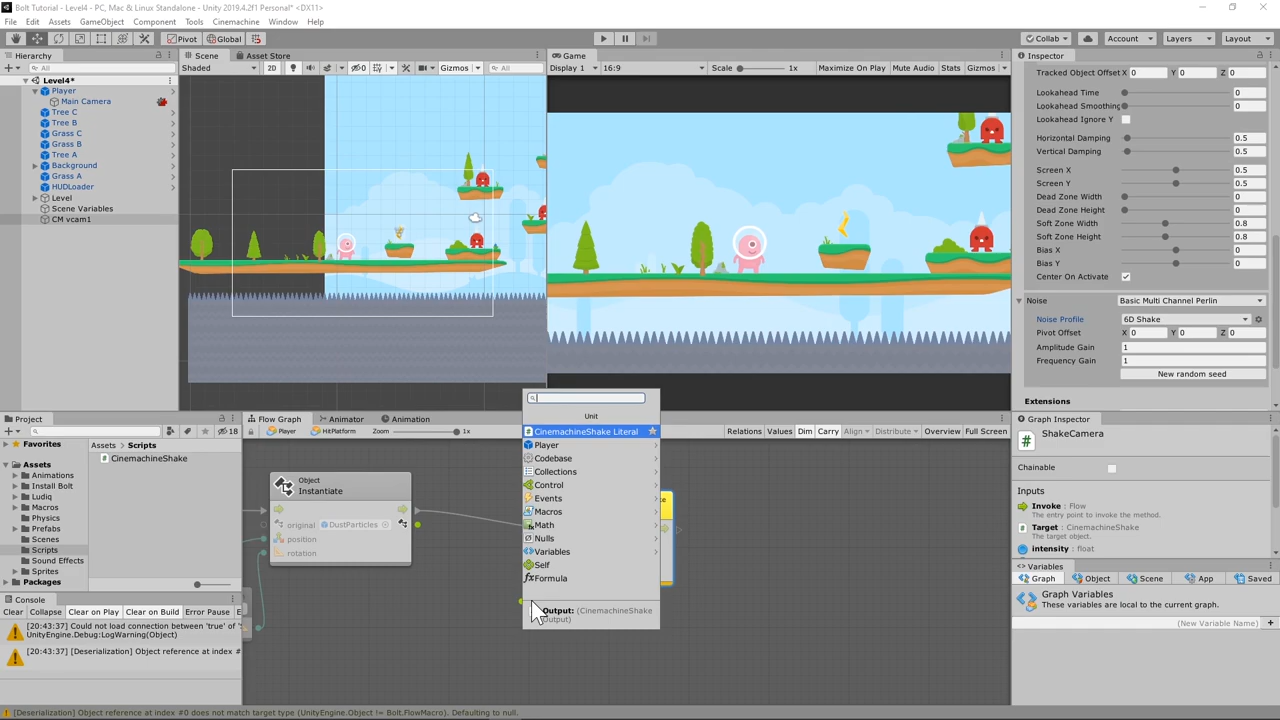 Bolt Tutorial - Level4 - PC, Mac & Linux Standalone - Unity 2019.4.2f1 Personal* <DX11>
File Edit Assets GameObject Component Tools Cinemachine Window Help
Pivot Global Collab Account Layers Layout
Hierarchy
All
Level4*
Player
Main Camera
Tree C
Tree B
Grass C
Grass B
Tree A
Background
Grass A
HUDLoader
Level
Scene Variables
CM vcam1
Scene Asset Store
Shaded 2D 0 Gizmos All
Game
Display 1 16:9 Scale 1x Maximize On Play Mute Audio Stats Gizmos
Inspector
Tracked Object Offset X 0 Y 0 Z 0
Lookahead Time 0
Lookahead Smoothing 0
Lookahead Ignore Y
Horizontal Damping 0.5
Vertical Damping 0.5
Screen X 0.5
Screen Y 0.5
Dead Zone Width 0
Dead Zone Height 0
Soft Zone Width 0.8
Soft Zone Height 0.8
Bias X 0
Bias Y 0
Center On Activate
Noise Basic Multi Channel Perlin
Noise Profile 6D Shake
Pivot Offset X 0 Y 0 Z 0
Amplitude Gain 1
Frequency Gain 1
New random seed
Extensions
Project
18
Favorites
Assets
Animations
Install Bolt
Ludiq
Macros
Physics
Prefabs
Scenes
Scripts
Sound Effects
Sprites
Packages
Assets > Scripts
CinemachineShake
Console
Clear Collapse Clear on Play Clear on Build Error Pause E
[20:43:37] Could not load connection between 'true' of '
UnityEngine.Debug:LogWarning(Object)
[20:43:37] [Deserialization] Object reference at index #
Flow Graph Animator Animation
Player HitPlatform Zoom 1x Relations Values Dim Carry Align Distribute Overview Full Screen
Object
Instantiate
original DustParticles
position
rotation
Unit
CinemachineShake Literal
Player
Codebase
Collections
Control
Events
Macros
Math
Nulls
Variables
Self
Formula
Output: (CinemachineShake
Output)
Graph Inspector
ShakeCamera
Chainable
Inputs
Invoke: Flow
The entry point to invoke the method.
Target: CinemachineShake
The target object.
intensity: float
Variables
Graph Object Scene App Saved
Graph Variables
These variables are local to the current graph.
(New Variable Name)
[Deserialization] Object reference at index #0 does not match target type (UnityEngine.Object != Bolt.FlowMacro). Defaulting to null.